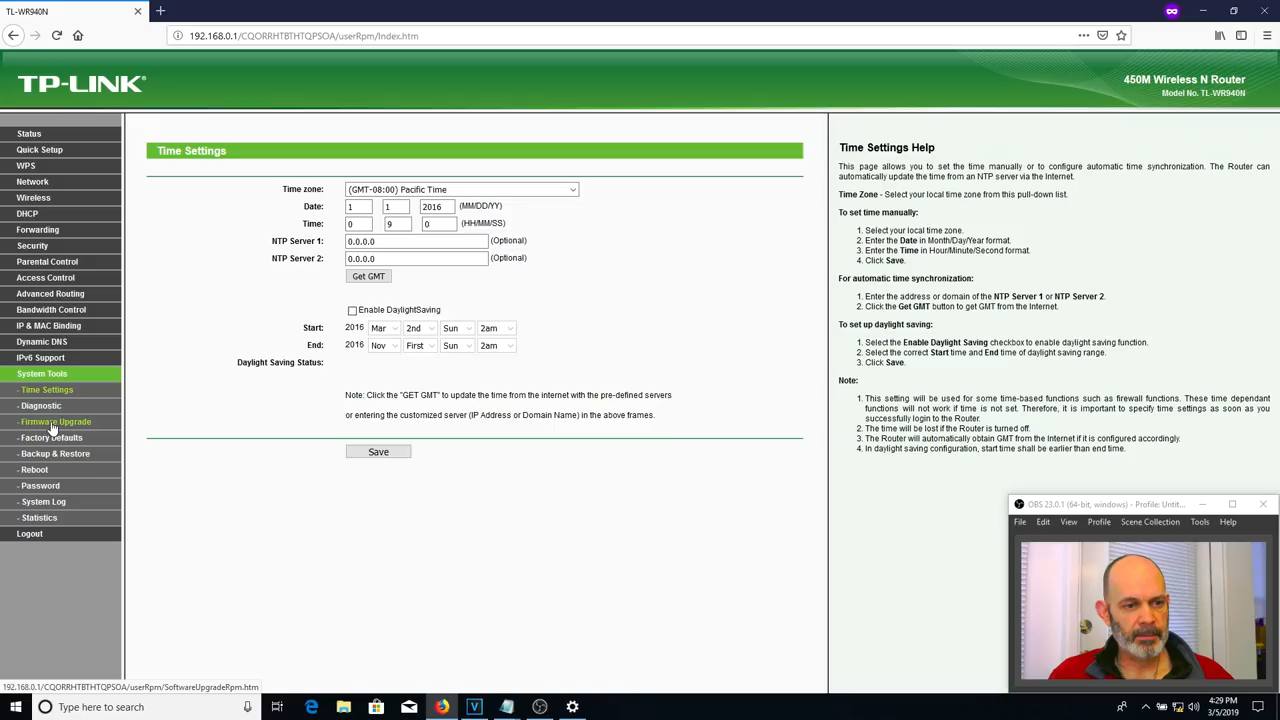 TL-WR940N
192.168.0.1/CQORRHTBTHTQPSOA/userRpm/Index.htm
TP-LINK
450M Wireless N Router
Model No. TL-WR940N
Status
Quick Setup
WPS
Network
Wireless
DHCP
Forwarding
Security
Parental Control
Access Control
Advanced Routing
Bandwidth Control
IP & MAC Binding
Dynamic DNS
IPv6 Support
System Tools
- Time Settings
- Diagnostic
- Firmware Upgrade
- Factory Defaults
- Backup & Restore
- Reboot
- Password
- System Log
- Statistics
Logout
Time Settings
Time zone: (GMT-08:00) Pacific Time
Date: 1 1 2016 (MM/DD/YY)
Time: 0 9 0 (HH/MM/SS)
NTP Server 1: 0.0.0.0 (Optional)
NTP Server 2: 0.0.0.0 (Optional)
Get GMT
Enable DaylightSaving
Start: 2016 Mar 2nd Sun 2am
End: 2016 Nov First Sun 2am
Daylight Saving Status:
Note: Click the "GET GMT" to update the time from the internet with the pre-defined servers
or entering the customized server (IP Address or Domain Name) in the above frames.
Save
Time Settings Help
This page allows you to set the time manually or to configure automatic time synchronization. The Router can
automatically update the time from an NTP server via the Internet.
Time Zone - Select your local time zone from this pull-down list.
To set time manually:
1. Select your local time zone.
2. Enter the Date in Month/Day/Year format.
3. Enter the Time in Hour/Minute/Second format.
4. Click Save.
For automatic time synchronization:
1. Enter the address or domain of the NTP Server 1 or NTP Server 2.
2. Click the Get GMT button to get GMT from the Internet.
To set up daylight saving:
1. Select the Enable Daylight Saving checkbox to enable daylight saving function.
2. Select the correct Start time and End time of daylight saving range.
3. Click Save.
Note:
1. This setting will be used for some time-based functions such as firewall functions. These time dependant
functions will not work if time is not set. Therefore, it is important to specify time settings as soon as you
successfully login to the Router.
2. The time will be lost if the Router is turned off.
3. The Router will automatically obtain GMT from the Internet if it is configured accordingly.
4. In daylight saving configuration, start time shall be earlier than end time.
OBS 23.0.1 (64-bit, windows) - Profile: Untit...
File Edit View Profile Scene Collection Tools Help
192.168.0.1/CQORRHTBTHTQPSOA/userRpm/SoftwareUpgradeRpm.htm
Type here to search
4:29 PM
3/5/2019